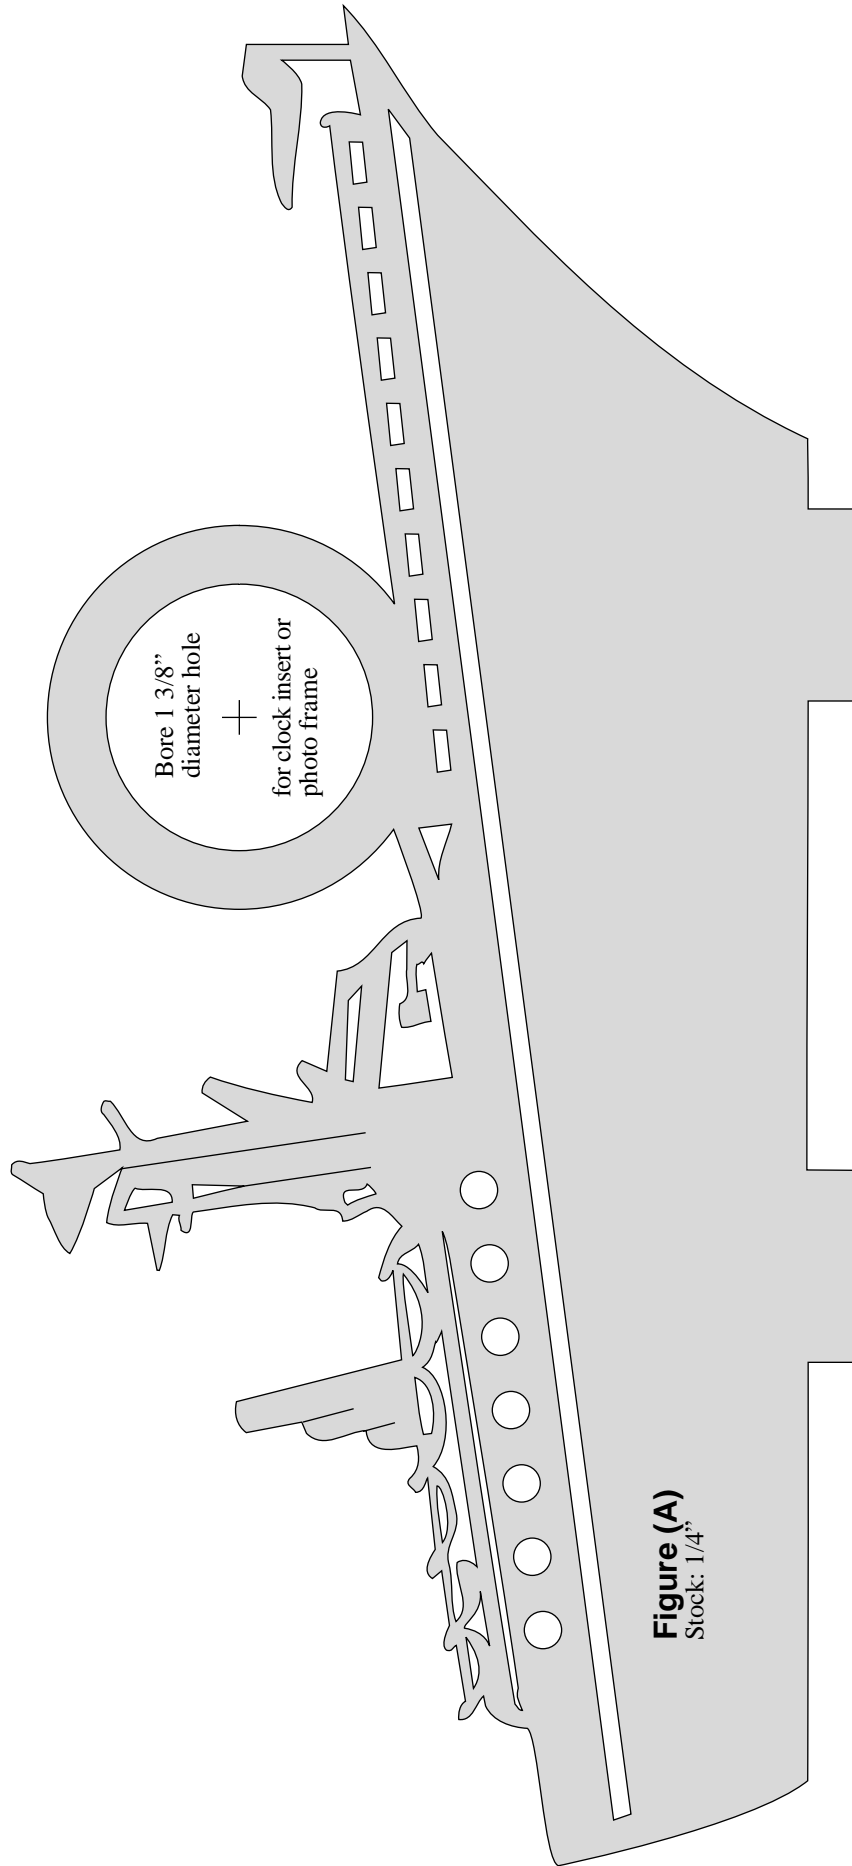 Bore 1 3/8”
diameter hole
for clock insert or
photo frame
Figure (A)
Stock: 1/4”